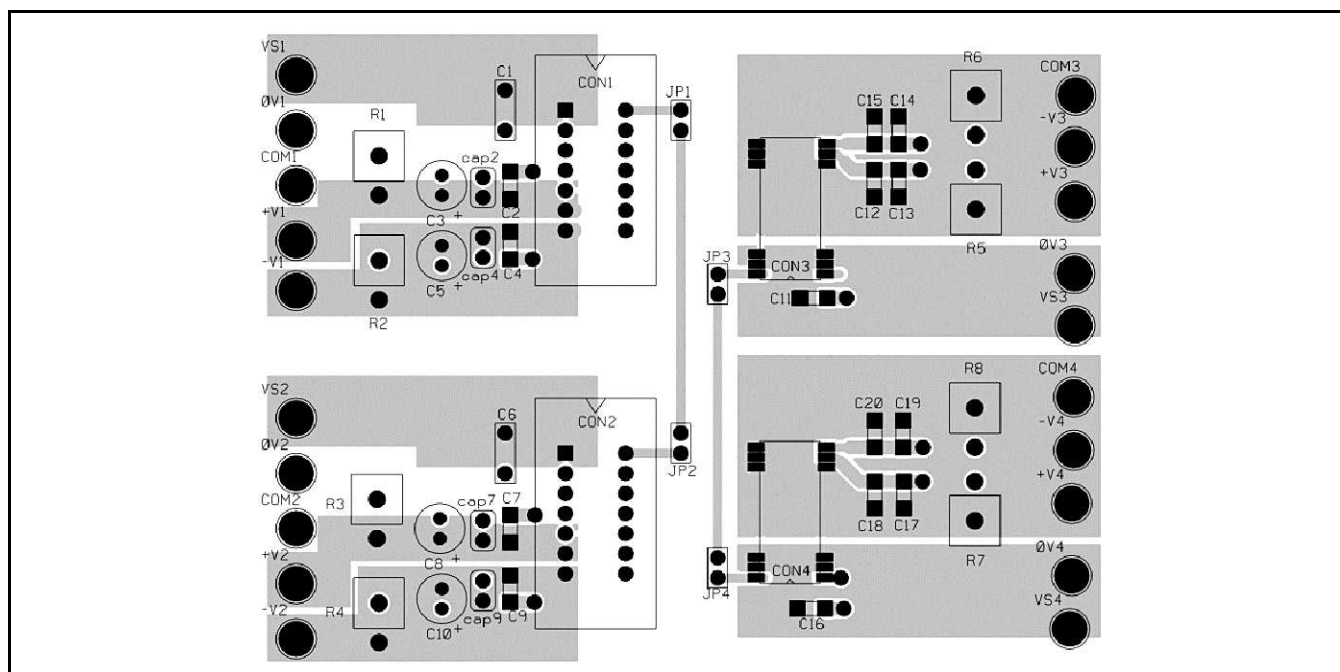 VS1
0V1
COM1
+V1
-V1
R1
R2
C1
cap2
C3 +
C2
cap4
C4
C5 +
CON1
JP1
VS2
0V2
COM2
+V2
-V2
R3
R4
C6
cap7
C7
C8 +
cap9
C9
C10 +
CON2
JP2
R6
COM3
-V3
+V3
C15 C14
C12 C13
R5
0V3
VS3
JP3
CON3
C11
R8
COM4
-V4
+V4
C20 C19
C18 C17
R7
0V4
VS4
JP4
CON4
C16